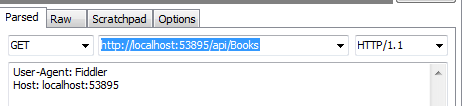 Parsed Raw Scratchpad Options
GET http://localhost:53895/api/Books HTTP/1.1
User-Agent: Fiddler
Host: localhost:53895